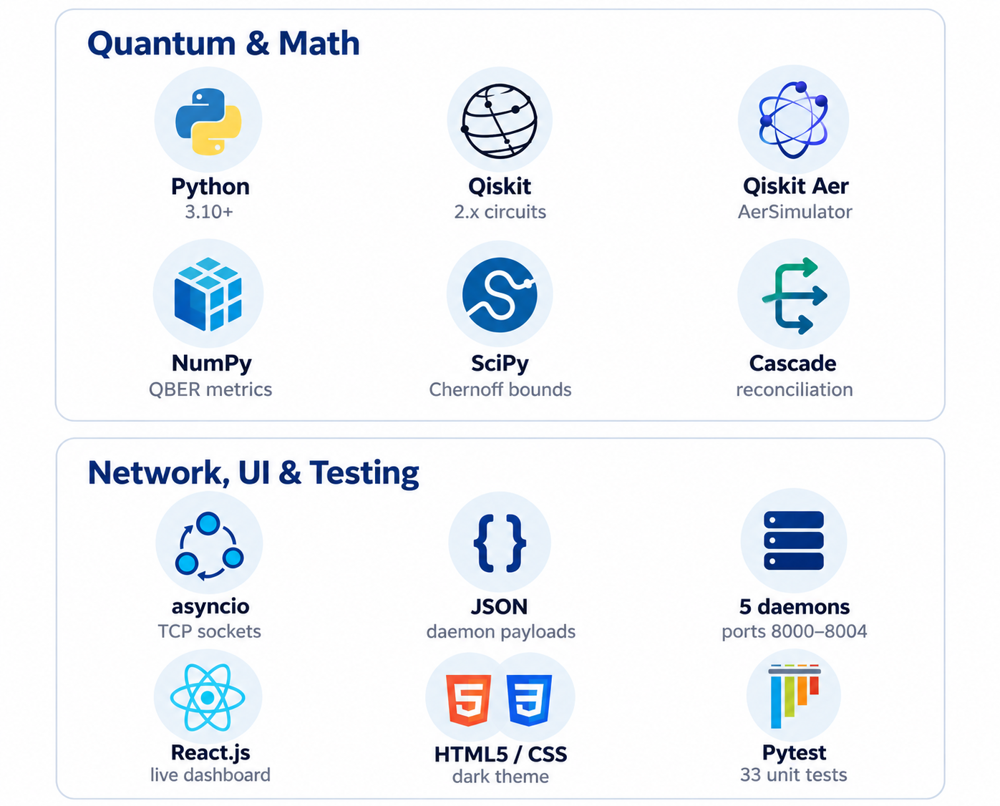 Quantum & Math
Python
3.10+
Qiskit
2.x circuits
Qiskit Aer
AerSimulator
NumPy
QBER metrics
SciPy
Chernoff bounds
Cascade
reconciliation
Network, UI & Testing
asyncio
TCP sockets
JSON
daemon payloads
5 daemons
ports 8000–8004
React.js
live dashboard
HTML5 / CSS
dark theme
Pytest
33 unit tests